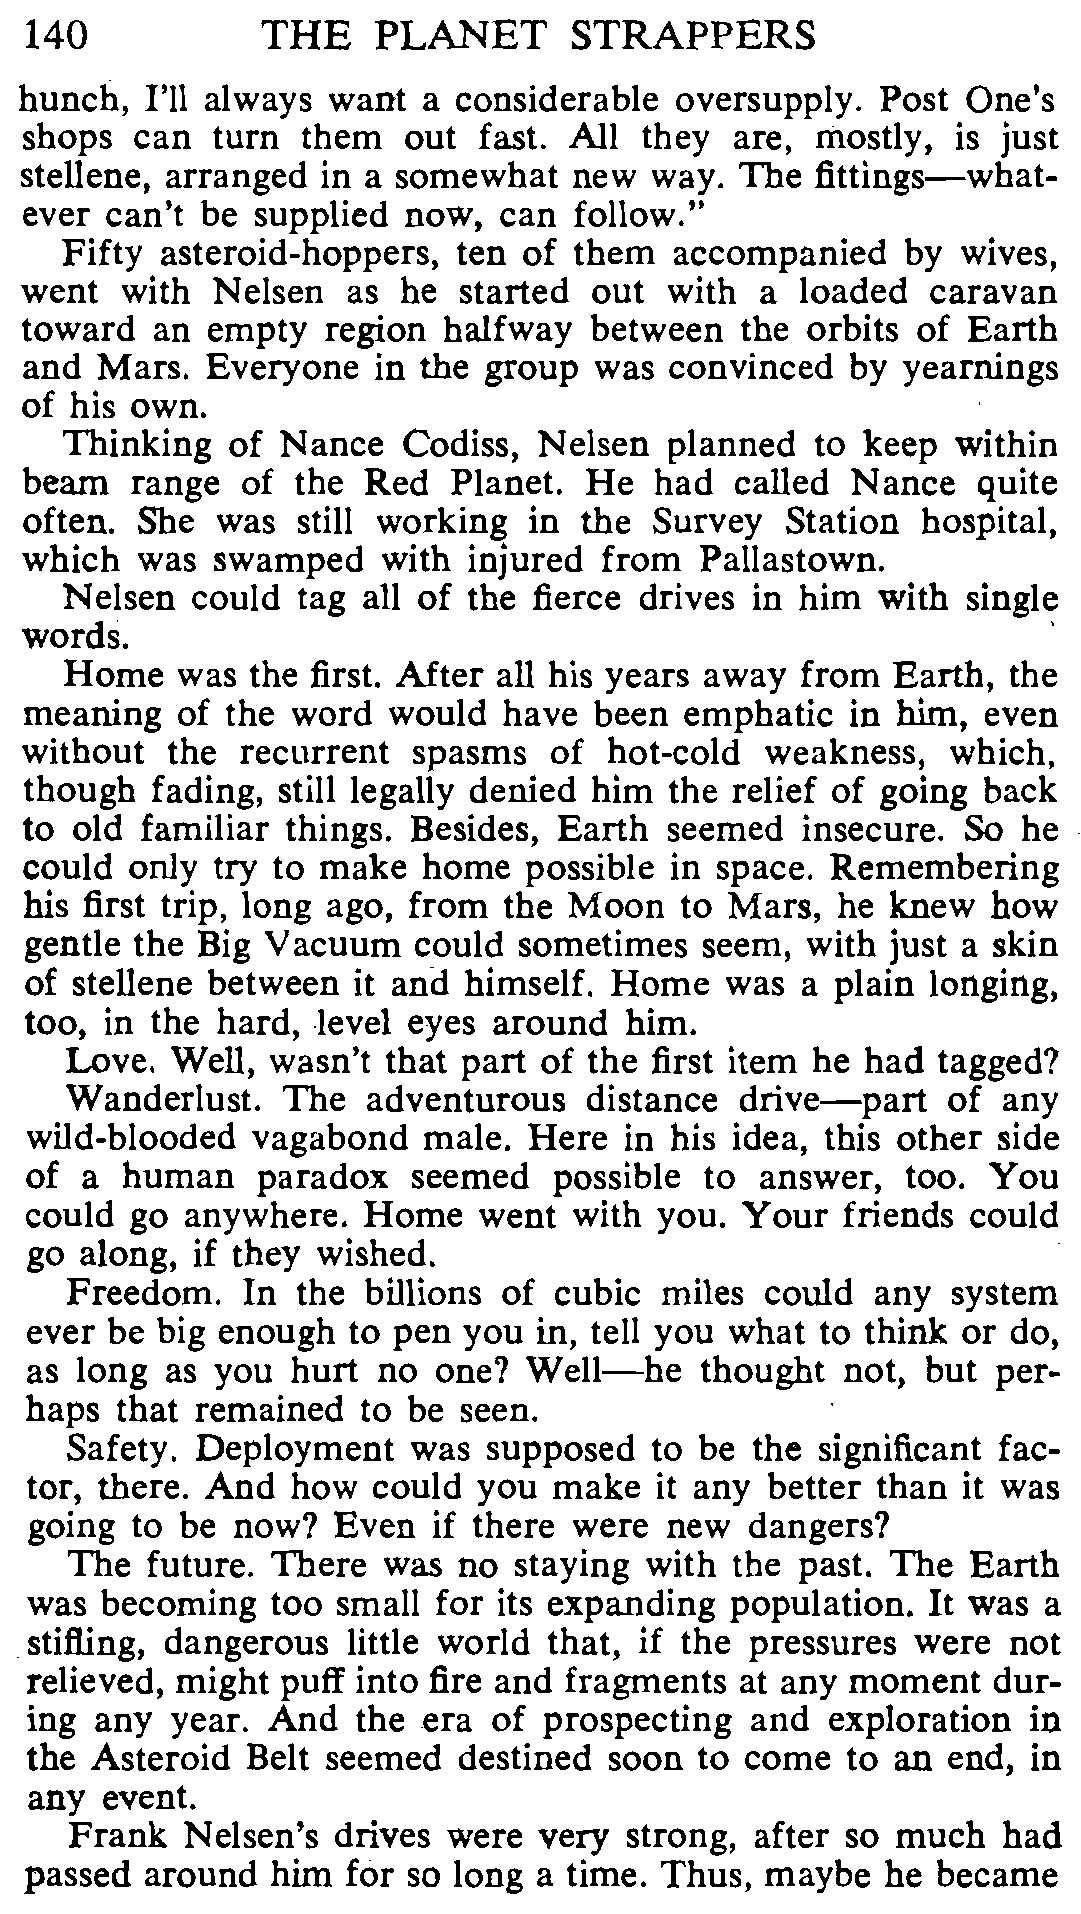 140 THE PLANET STRAPPERS
hunch, I'll always want a considerable oversupply. Post One's
shops can turn them out fast. All they are, mostly, is just
stellene, arranged in a somewhat new way. The fittings—what-
ever can't be supplied now, can follow."
Fifty asteroid-hoppers, ten of them accompanied by wives,
went with Nelsen as he started out with a loaded caravan
toward an empty region halfway between the orbits of Earth
and Mars. Everyone in the group was convinced by yearnings
of his own.
Thinking of Nance Codiss, Nelsen planned to keep within
beam range of the Red Planet. He had called Nance quite
often. She was still working in the Survey Station hospital,
which was swamped with injured from Pallastown.
Nelsen could tag all of the fierce drives in him with single
words.
Home was the first. After all his years away from Earth, the
meaning of the word would have been emphatic in him, even
without the recurrent spasms of hot-cold weakness, which,
though fading, still legally denied him the relief of going back
to old familiar things. Besides, Earth seemed insecure. So he
could only try to make home possible in space. Remembering
his first trip, long ago, from the Moon to Mars, he knew how
gentle the Big Vacuum could sometimes seem, with just a skin
of stellene between it and himself. Home was a plain longing,
too, in the hard, level eyes around him.
Love. Well, wasn't that part of the first item he had tagged?
Wanderlust. The adventurous distance drive—part of any
wild-blooded vagabond male. Here in his idea, this other side
of a human paradox seemed possible to answer, too. You
could go anywhere. Home went with you. Your friends could
go along, if they wished.
Freedom. In the billions of cubic miles could any system
ever be big enough to pen you in, tell you what to think or do,
as long as you hurt no one? Well—he thought not, but per-
haps that remained to be seen.
Safety. Deployment was supposed to be the significant fac-
tor, there. And how could you make it any better than it was
going to be now? Even if there were new dangers?
The future. There was no staying with the past. The Earth
was becoming too small for its expanding population. It was a
stifling, dangerous little world that, if the pressures were not
relieved, might puff into fire and fragments at any moment dur-
ing any year. And the era of prospecting and exploration in
the Asteroid Belt seemed destined soon to come to an end, in
any event.
Frank Nelsen's drives were very strong, after so much had
passed around him for so long a time. Thus, maybe he became